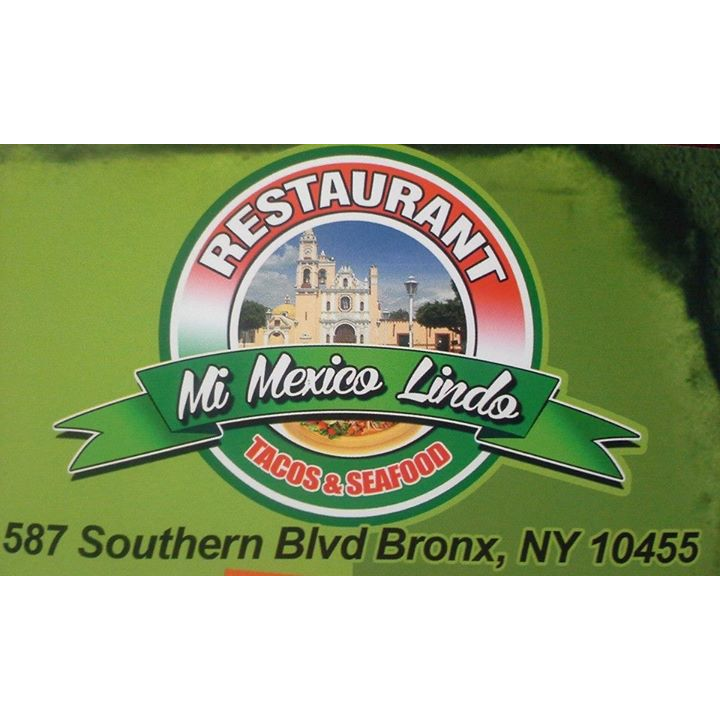 RESTAURANT
Mi Mexico Lindo
TACOS & SEAFOOD
587 Southern Blvd Bronx, NY 10455